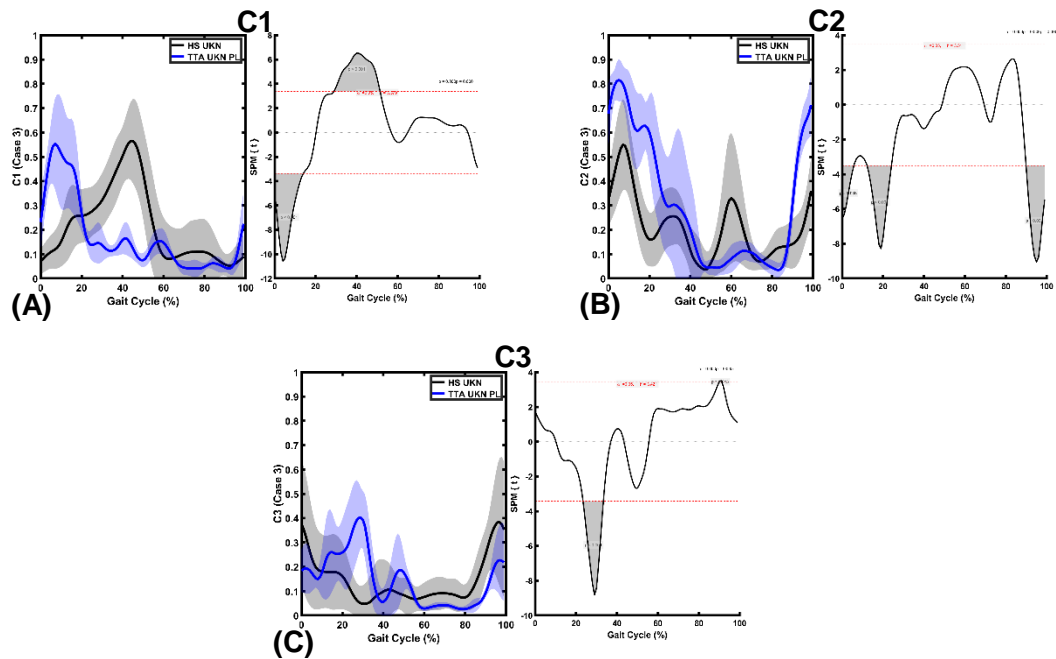 C1
HS UKN
TTA UKN PL
C1 (Case 3)
1
0.9
0.8
0.7
0.6
0.5
0.4
0.3
0.2
0.1
0
0 20 40 60 80 100
Gait Cycle (%)
SPM { t }
8
6
4
2
0
-2
-4
-6
-8
-10
-12
0 20 40 60 80 100
Gait Cycle (%)
(A)
C2
HS UKN
TTA UKN PL
C2 (Case 3)
1
0.9
0.8
0.7
0.6
0.5
0.4
0.3
0.2
0.1
0
0 20 40 60 80 100
Gait Cycle (%)
SPM { t }
4
2
0
-2
-4
-6
-8
-10
0 20 40 60 80 100
Gait Cycle (%)
(B)
C3
HS UKN
TTA UKN PL
C3 (Case 3)
1
0.9
0.8
0.7
0.6
0.5
0.4
0.3
0.2
0.1
0
0 20 40 60 80 100
Gait Cycle (%)
SPM { t }
4
2
0
-2
-4
-6
-8
-10
0 20 40 60 80 100
Gait Cycle (%)
(C)